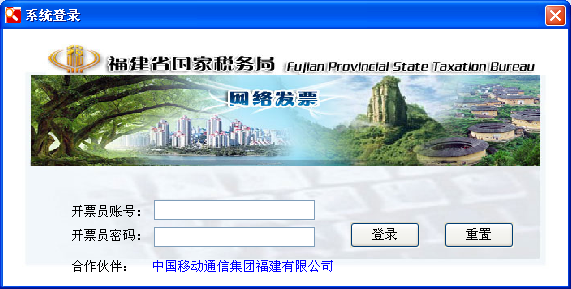 系统登录
福建省国家税务局 Fujian Provincial State Taxation Bureau
网络发票
开票员账号：
开票员密码： 登录 重置
合作伙伴： 中国移动通信集团福建有限公司